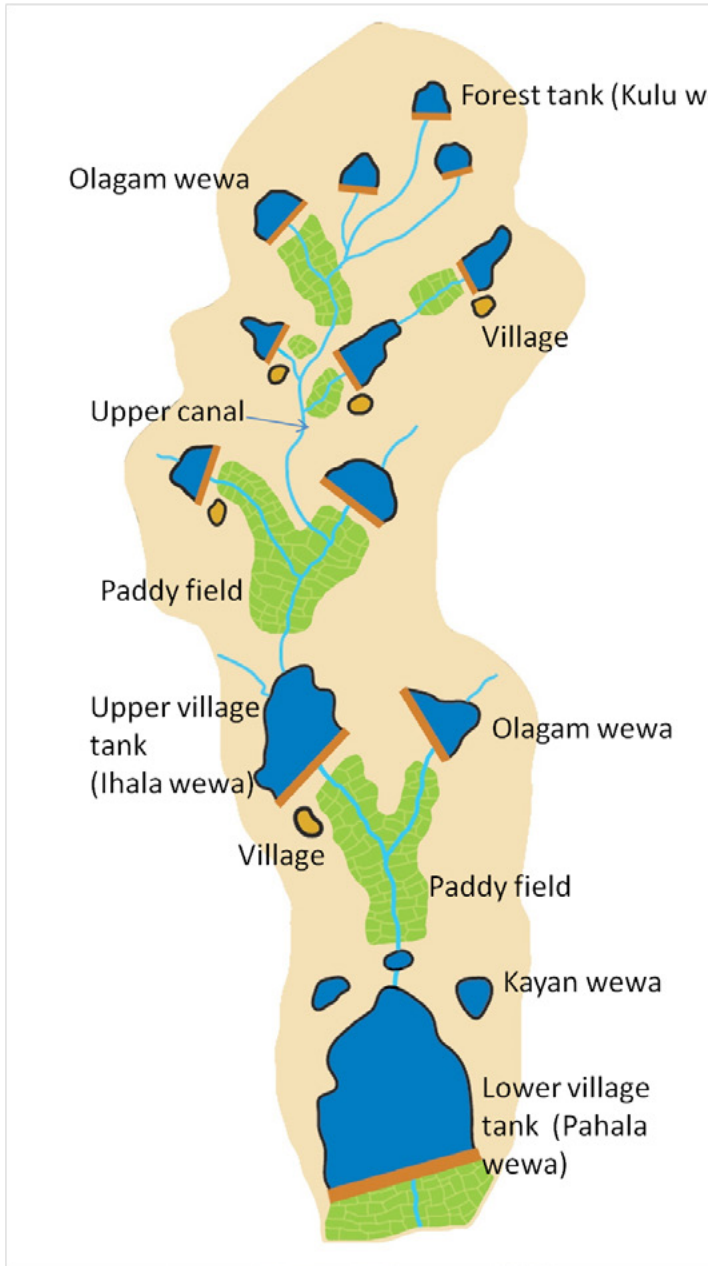 Forest tank (Kulu w
Olagam wewa
Village
Upper canal
Paddy field
Upper village
tank
(Ihala wewa)
Olagam wewa
Village
Paddy field
Kayan wewa
Lower village
tank (Pahala
wewa)